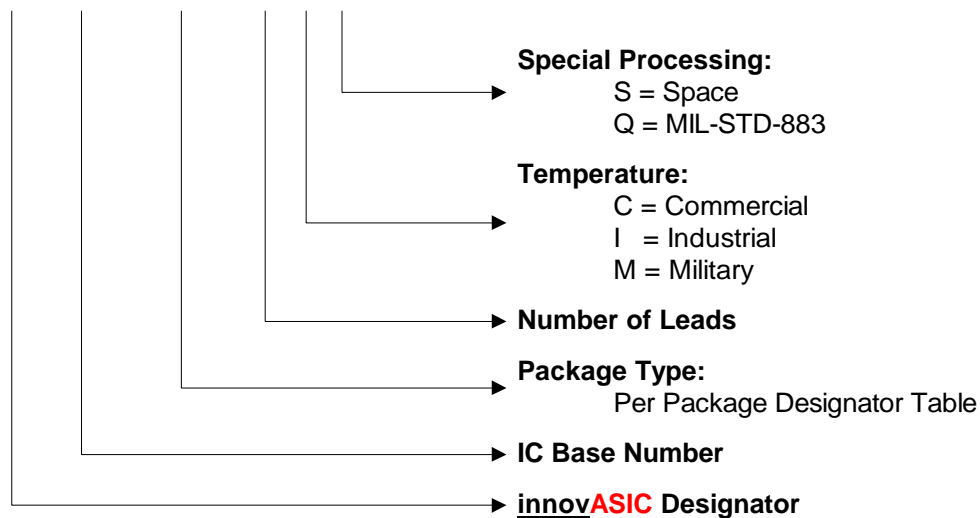 Special Processing:
S = Space
Q = MIL-STD-883
Temperature:
C = Commercial
I = Industrial
M = Military
Number of Leads
Package Type:
Per Package Designator Table
IC Base Number
innovASIC Designator